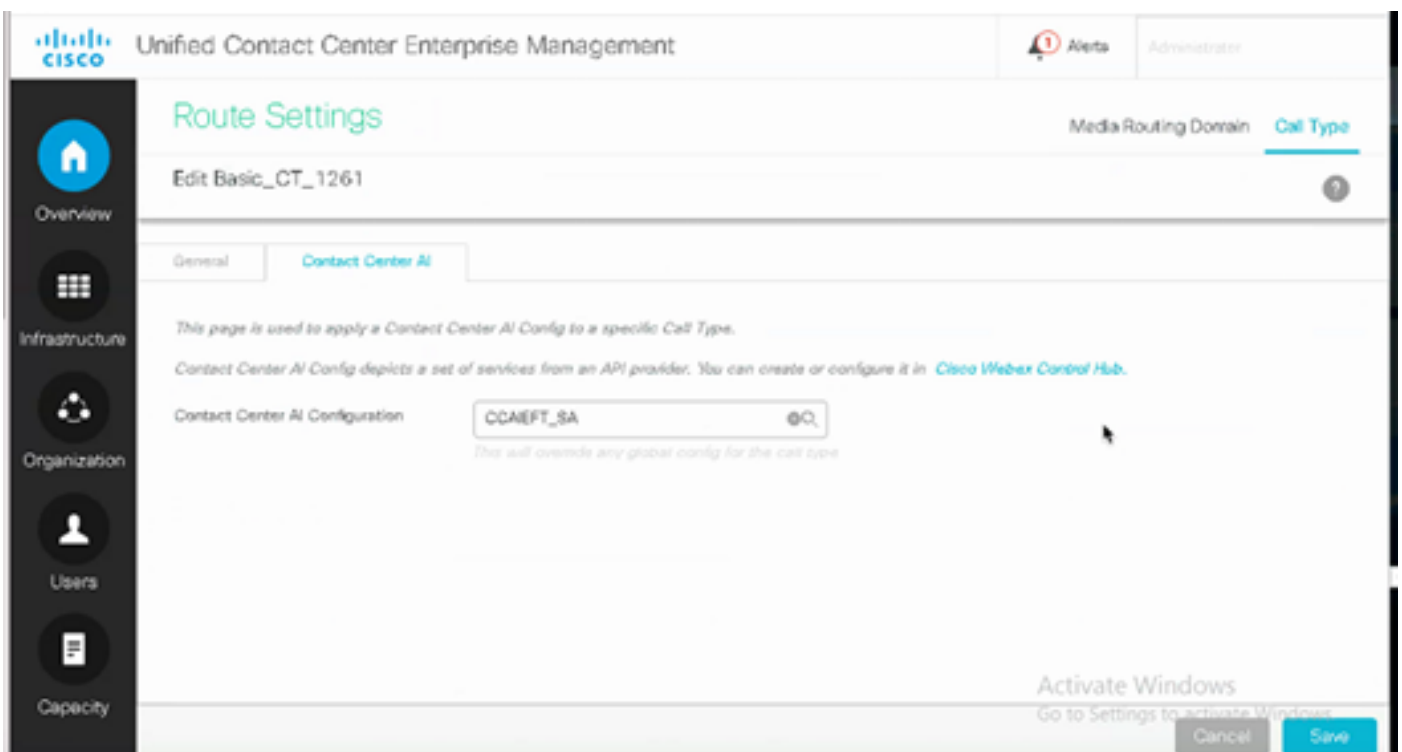 CISCO
Unified Contact Center Enterprise Management
1
Alerts
Administrator
Route Settings
Media Routing Domain
Call Type
Edit Basic_CT_1261
?
Overview
General
Contact Center AI
This page is used to apply a Contact Center AI Config to a specific Call Type.
Infrastructure
Contact Center AI Config depicts a set of services from an API provider. You can create or configure it in Cisco Webex Control Hub.
Contact Center AI Configuration
CCAIEFT_SA
This will override any global config for the call type
Organization
Users
Capacity
Activate Windows
Go to Settings to activate Windows.
Cancel
Save